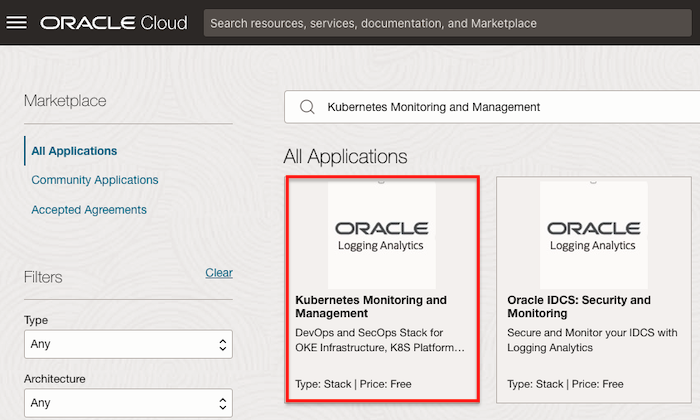 ORACLE Cloud
Search resources, services, documentation, and Marketplace
Marketplace
All Applications
Community Applications
Accepted Agreements
Filters
Clear
Type
Any
Architecture
Any
Kubernetes Monitoring and Management
All Applications
ORACLE
Logging Analytics
Kubernetes Monitoring and
Management
DevOps and SecOps Stack for
OKE Infrastructure, K8S Platform...
Type: Stack | Price: Free
ORACLE
Logging Analytics
Oracle IDCS: Security and
Monitoring
Secure and Monitor your IDCS with
Logging Analytics
Type: Stack | Price: Free